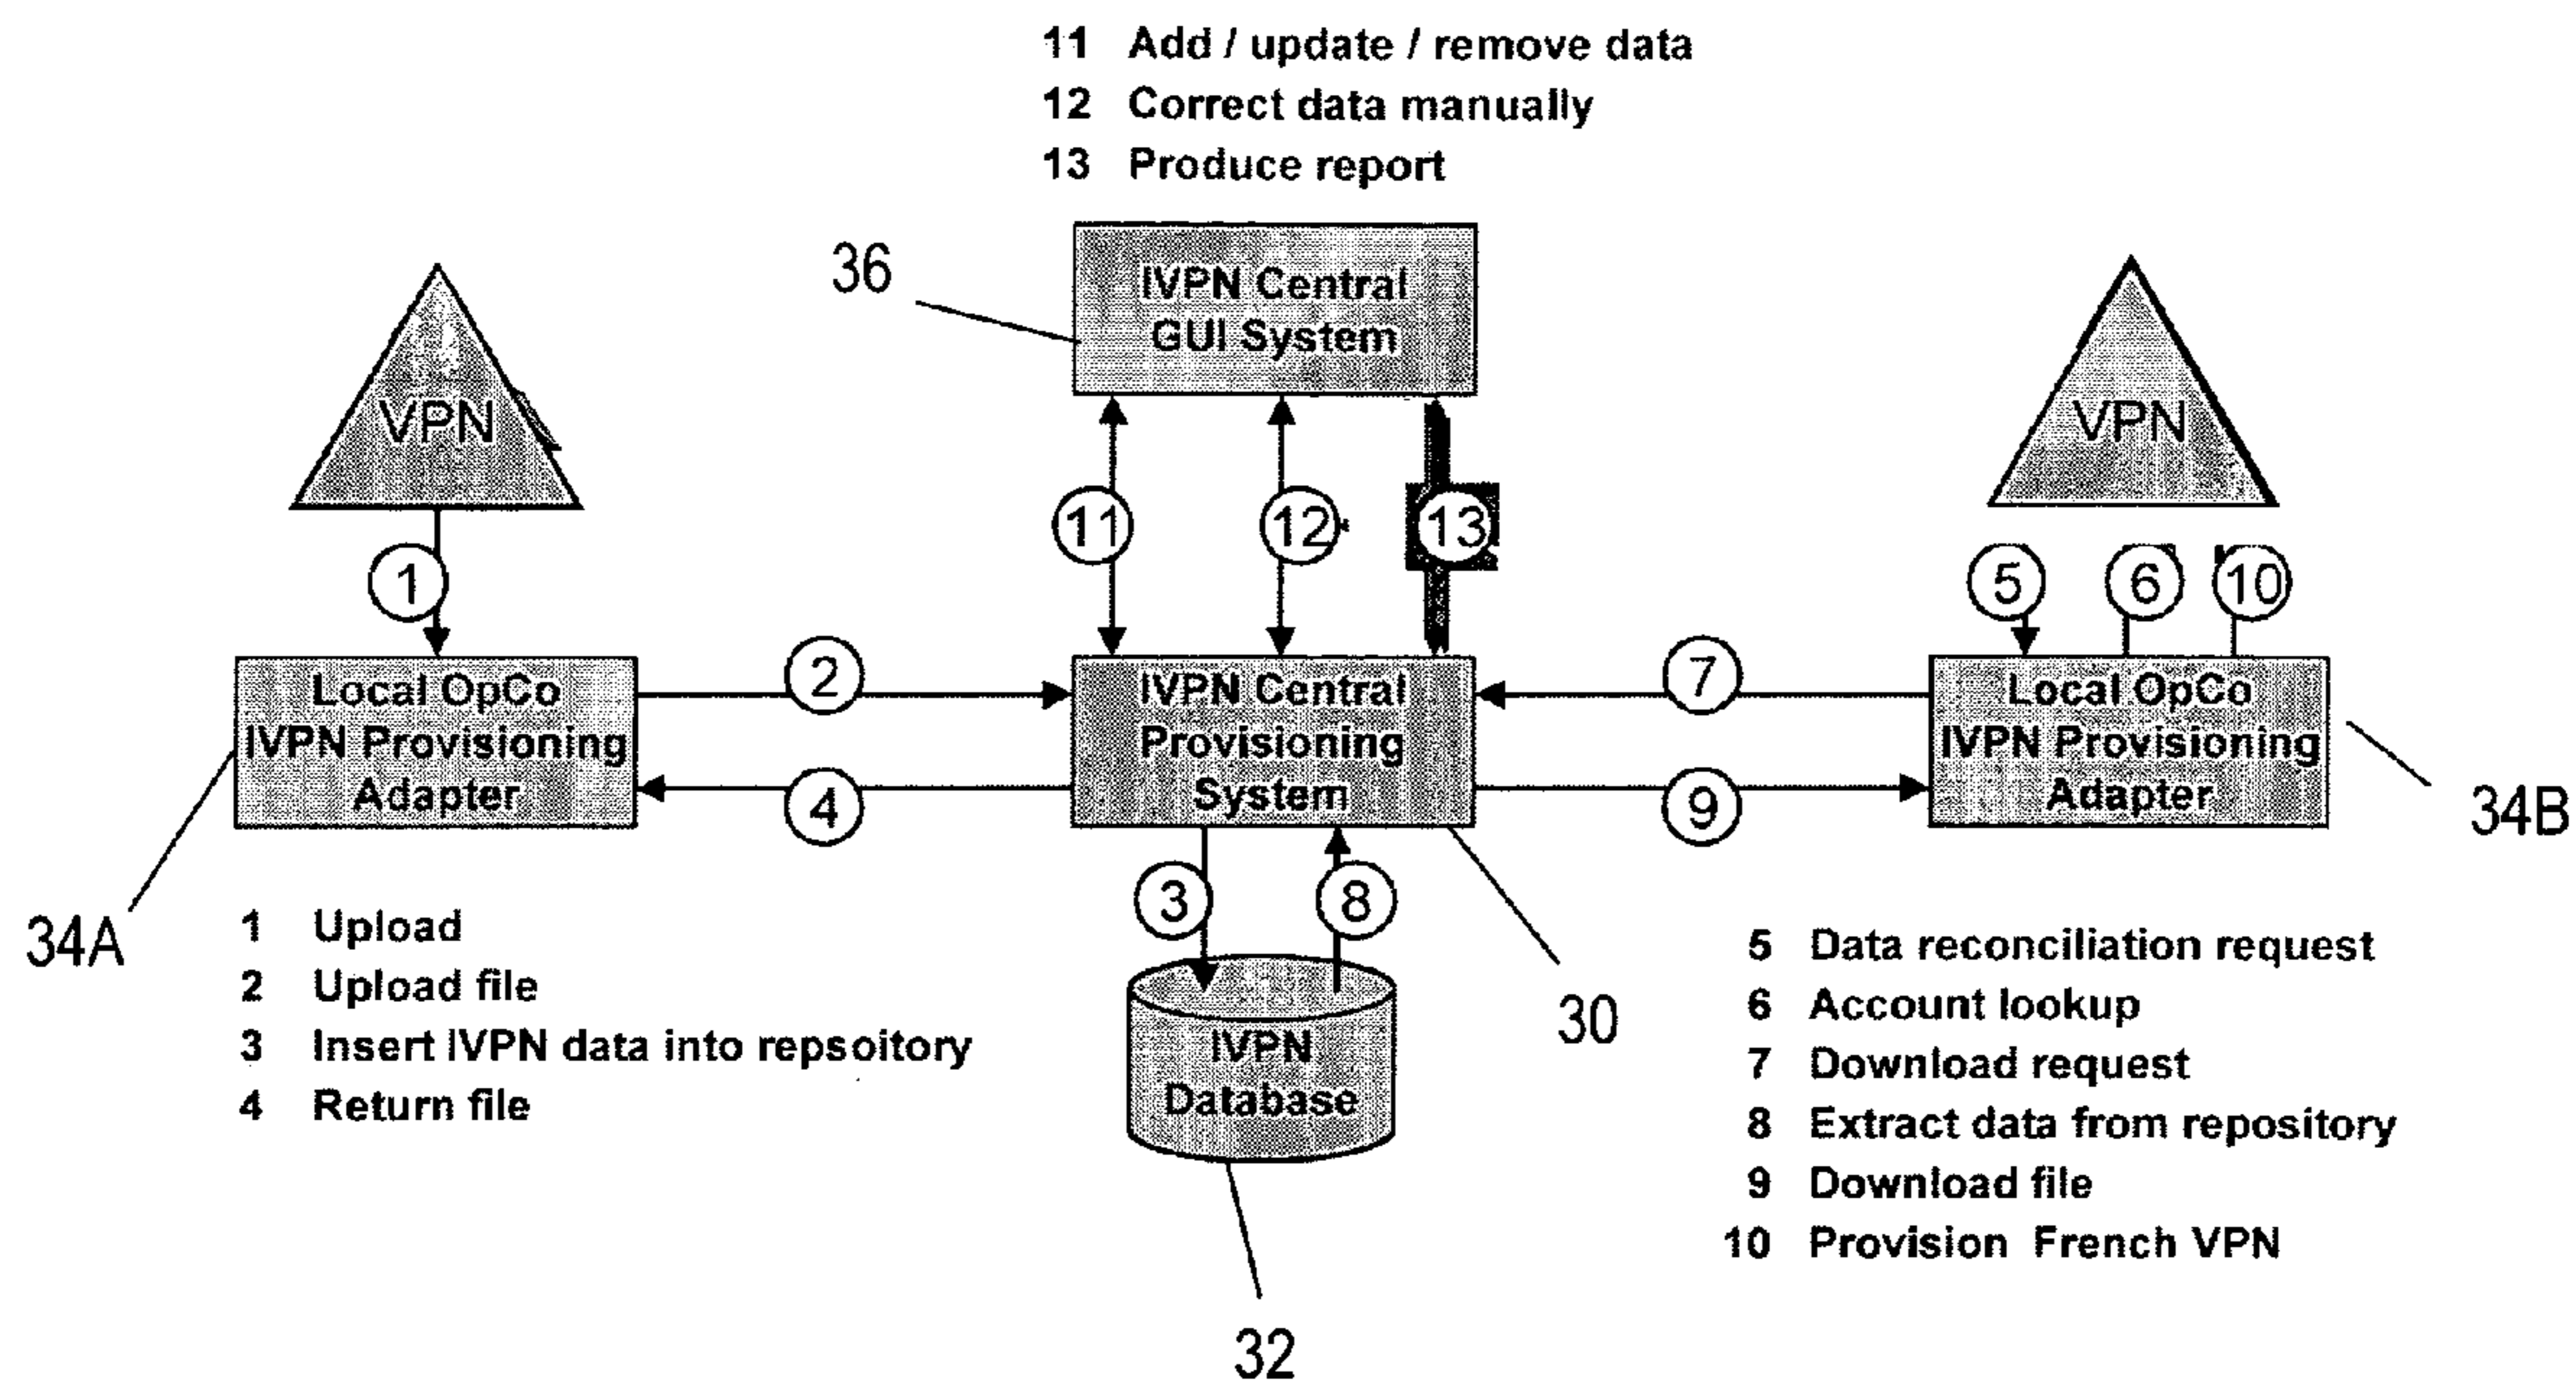 11 Add / update / remove data
12 Correct data manually
13 Produce report
36
IVPN Central
GUI System
VPN
VPN
11
12
13
1
5
6
10
2
7
Local OpCo
IVPN Provisioning
Adapter
IVPN Central
Provisioning
System
Local OpCo
IVPN Provisioning
Adapter
4
9
34A
34B
3
8
1 Upload
2 Upload file
3 Insert IVPN data into repsoitory
4 Return file
IVPN
Database
30
32
5 Data reconciliation request
6 Account lookup
7 Download request
8 Extract data from repository
9 Download file
10 Provision French VPN